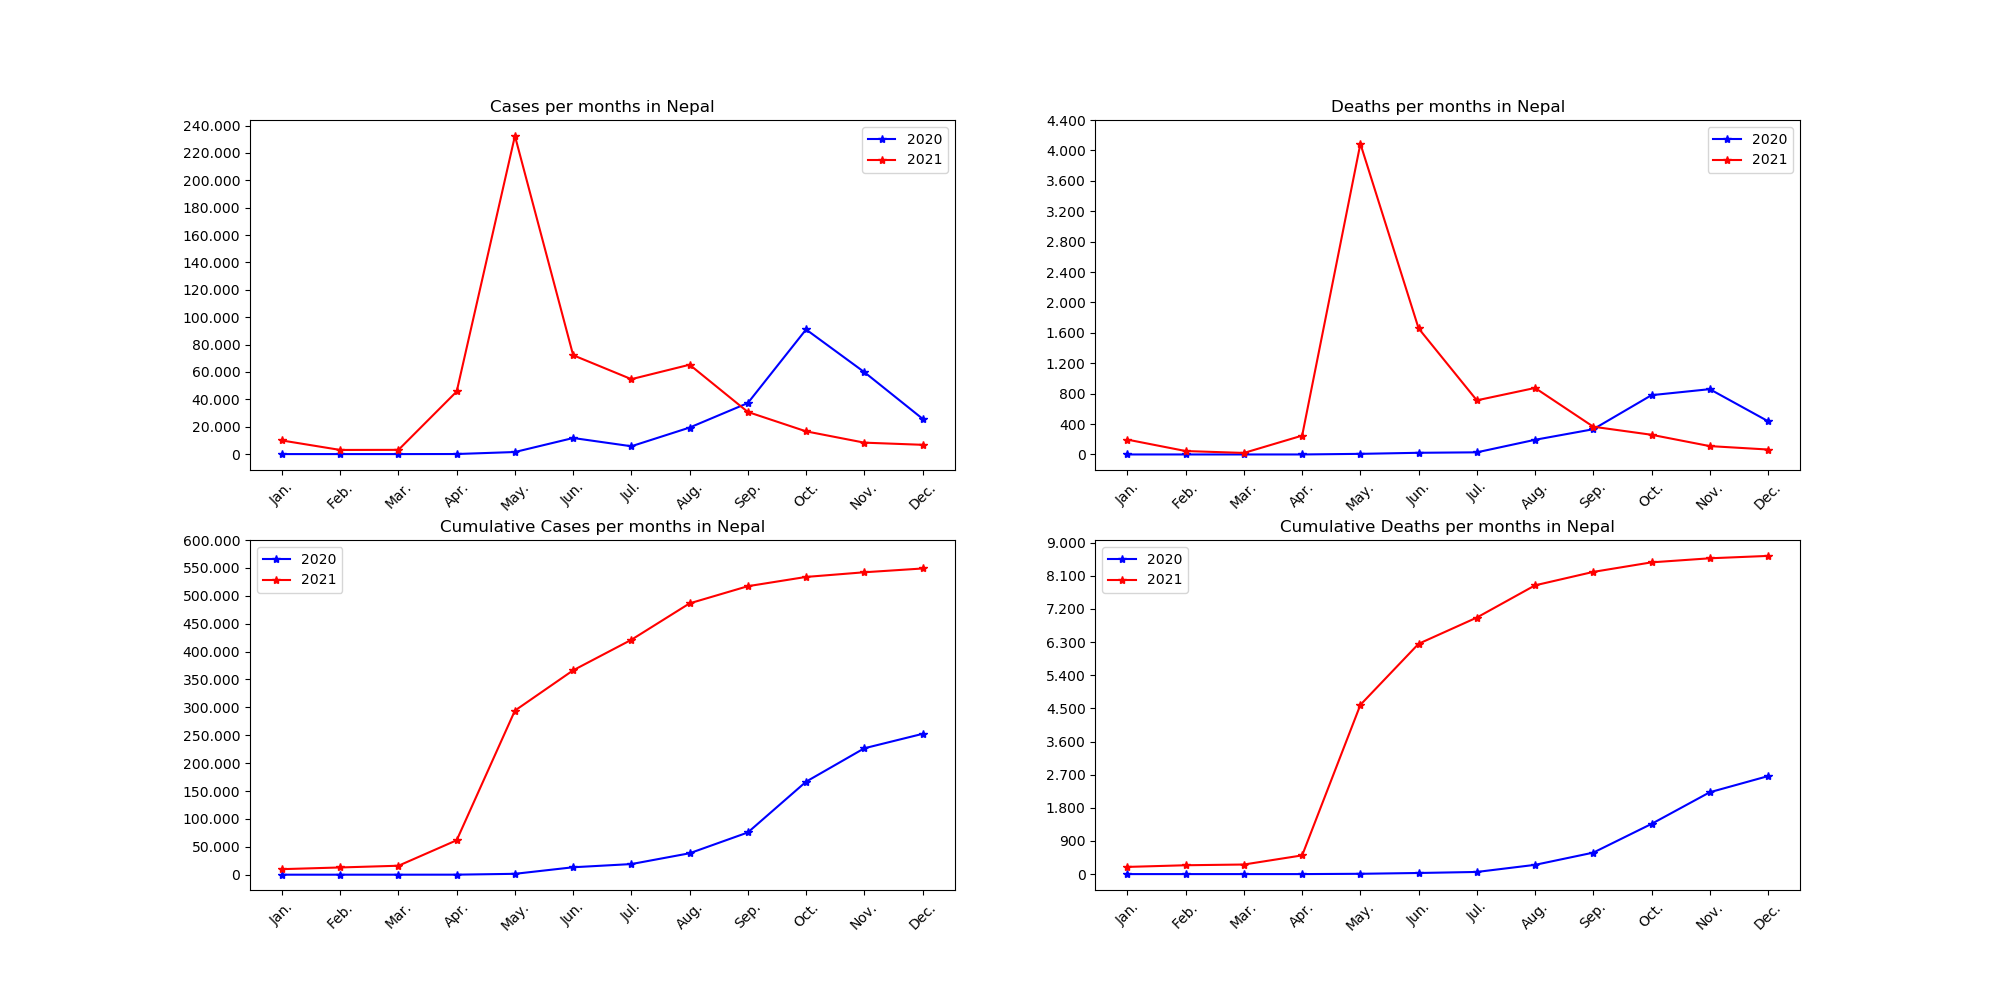 Cases per months in Nepal
240.000
220.000
200.000
180.000
160.000
140.000
120.000
100.000
80.000
60.000
40.000
20.000
0
2020
2021
Jan.
Feb.
Mar.
Apr.
May.
Jun.
Jul.
Aug.
Sep.
Oct.
Nov.
Dec.
Deaths per months in Nepal
4.400
4.000
3.600
3.200
2.800
2.400
2.000
1.600
1.200
800
400
0
2020
2021
Jan.
Feb.
Mar.
Apr.
May.
Jun.
Jul.
Aug.
Sep.
Oct.
Nov.
Dec.
Cumulative Cases per months in Nepal
600.000
550.000
500.000
450.000
400.000
350.000
300.000
250.000
200.000
150.000
100.000
50.000
0
2020
2021
Jan.
Feb.
Mar.
Apr.
May.
Jun.
Jul.
Aug.
Sep.
Oct.
Nov.
Dec.
Cumulative Deaths per months in Nepal
9.000
8.100
7.200
6.300
5.400
4.500
3.600
2.700
1.800
900
0
2020
2021
Jan.
Feb.
Mar.
Apr.
May.
Jun.
Jul.
Aug.
Sep.
Oct.
Nov.
Dec.